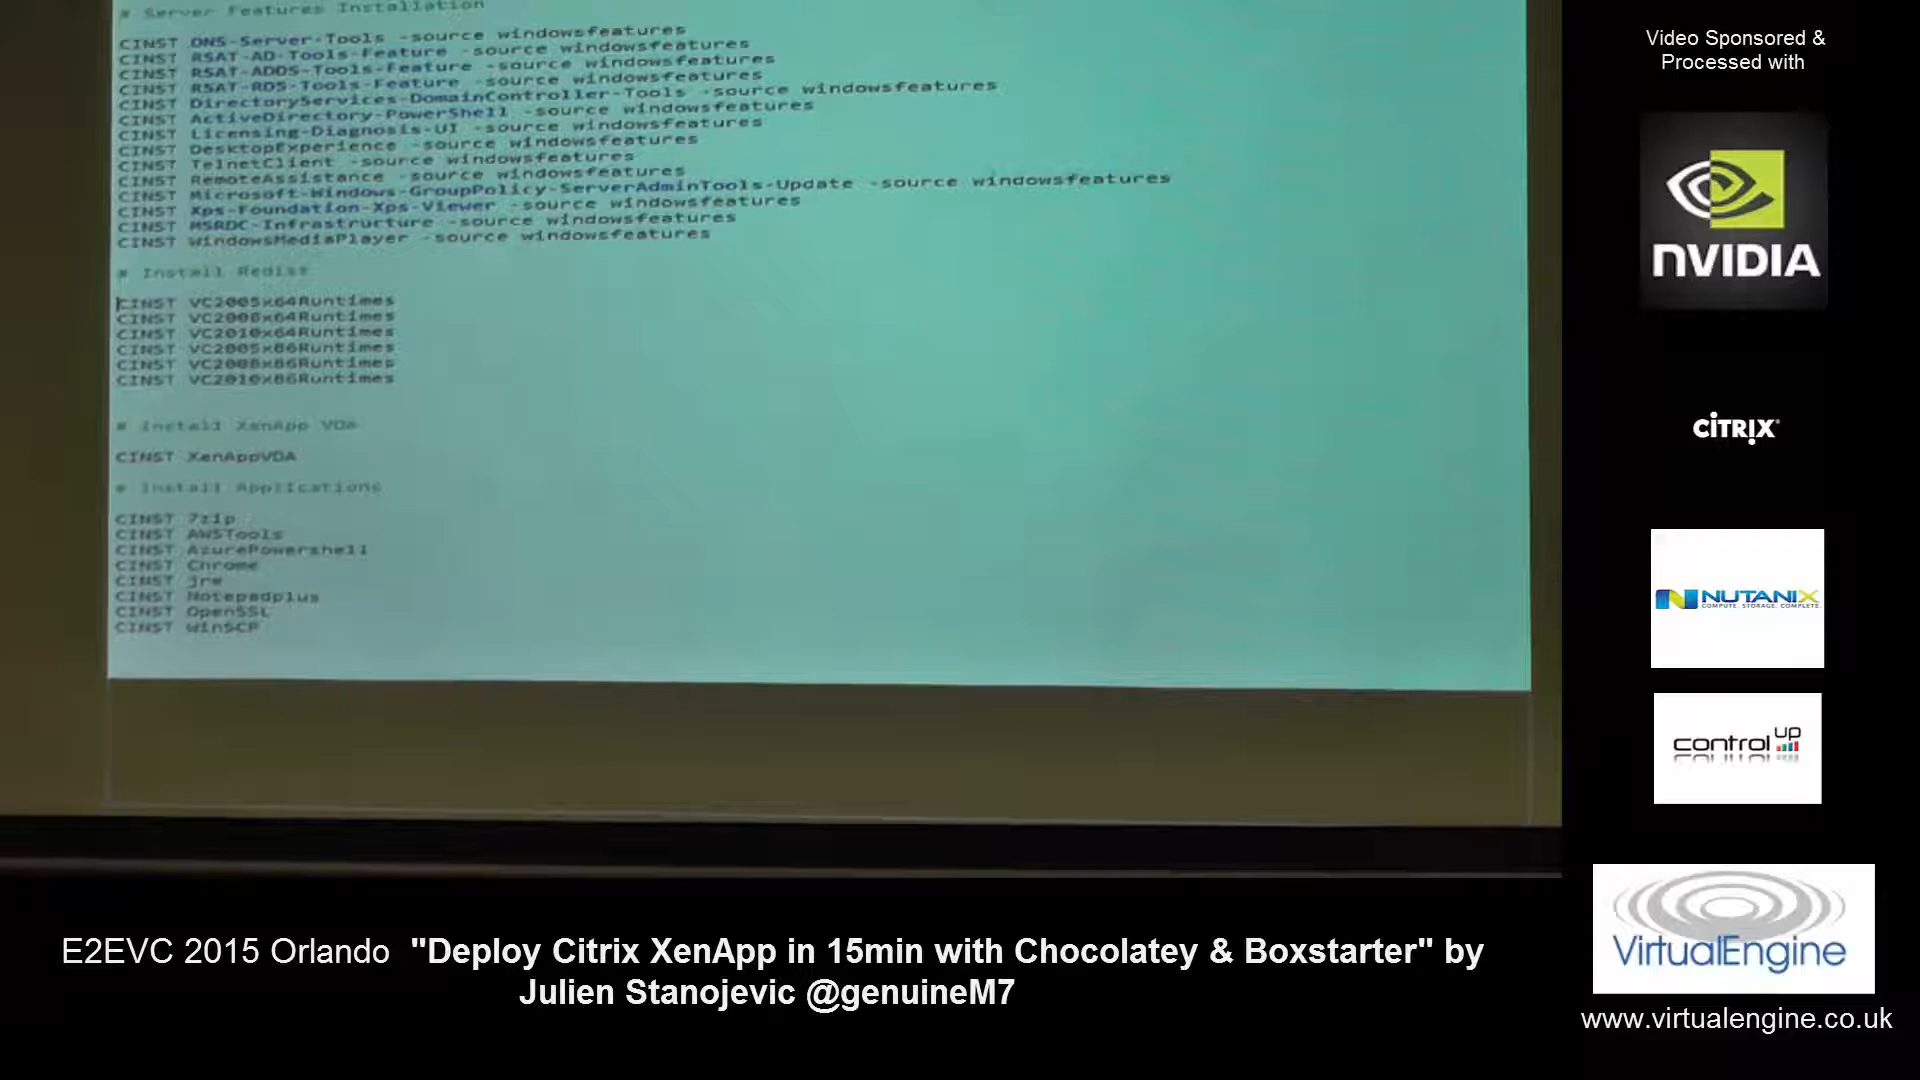 # Server Features Installation
CINST DNS-Server-Tools -source windowsfeatures
CINST RSAT-AD-Tools-Feature -source windowsfeatures
CINST RSAT-ADDS-Tools-Feature -source windowsfeatures
CINST RSAT-RDS-Tools-Feature -source windowsfeatures
CINST DirectoryServices-DomainController-Tools -source windowsfeatures
CINST ActiveDirectory-PowerShell -source windowsfeatures
CINST Licensing-Diagnosis-UI -source windowsfeatures
CINST DesktopExperience -source windowsfeatures
CINST TelnetClient -source windowsfeatures
CINST RemoteAssistance -source windowsfeatures
CINST Microsoft-Windows-GroupPolicy-ServerAdminTools-Update -source windowsfeatures
CINST Xps-Foundation-Xps-Viewer -source windowsfeatures
CINST MSRDC-Infrastructure -source windowsfeatures
CINST WindowsMediaPlayer -source windowsfeatures
# Install Redist
CINST VC2005x64Runtimes
CINST VC2008x64Runtimes
CINST VC2010x64Runtimes
CINST VC2005x86Runtimes
CINST VC2008x86Runtimes
CINST VC2010x86Runtimes
# Install XenApp VDA
CINST XenAppVDA
# Install Applications
CINST 7zip
CINST AWSTools
CINST AzurePowershell
CINST Chrome
CINST jre
CINST Notepadplus
CINST OpenSSL
CINST WinSCP
Video Sponsored &
Processed with
NVIDIA
CITRIX
NUTANIX
COMPUTE. STORAGE. COMPLETE.
control up
VirtualEngine
www.virtualengine.co.uk
E2EVC 2015 Orlando "Deploy Citrix XenApp in 15min with Chocolatey & Boxstarter" by
Julien Stanojevic @genuineM7